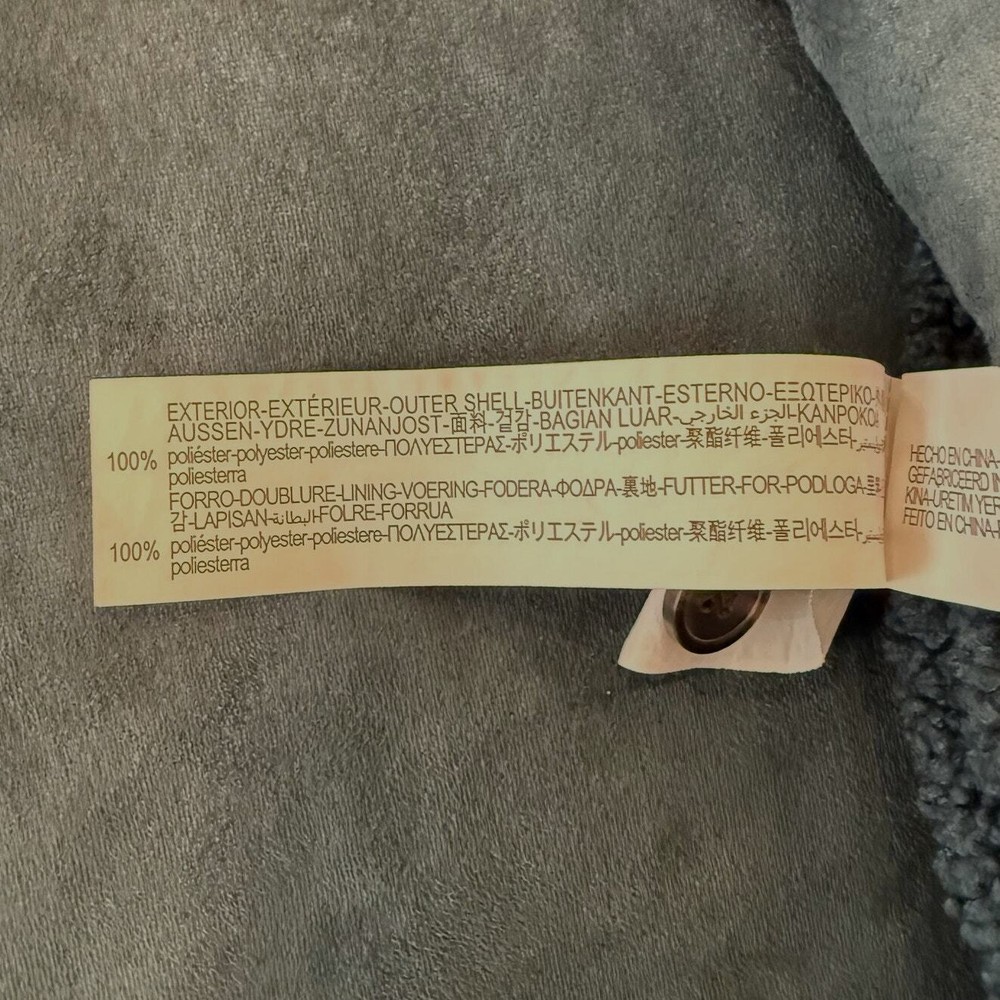 EXTERIOR-EXTÉRIEUR-OUTER SHELL-BUITENKANT-ESTERNO-ΕΞΩΤΕΡΙΚΟ-
AUSSEN-YDRE-ZUNANJOST-面料-겉감-BAGIAN LUAR-الجزء الخارجي-KANPOKOA
100% poliéster-polyester-poliestere-ΠΟΛΥΕΣΤΕΡΑΣ-ポリエステル-poliester-聚酯纤维-폴리에스터-
poliesterra
FORRO-DOUBLURE-LINING-VOERING-FODERA-ΦΟΔΡΑ-裏地-FUTTER-FOR-PODLOGA-
감-LAPISAN-البطانة-FOLRE-FORRUA
100% poliéster-polyester-poliestere-ΠΟΛΥΕΣΤΕΡΑΣ-ポリエステル-poliester-聚酯纤维-폴리에스터-
poliesterra
HECHO EN CHINA-
GEFABRICEERD IN
KINA-URETIM YERI
FEITO EN CHINA-